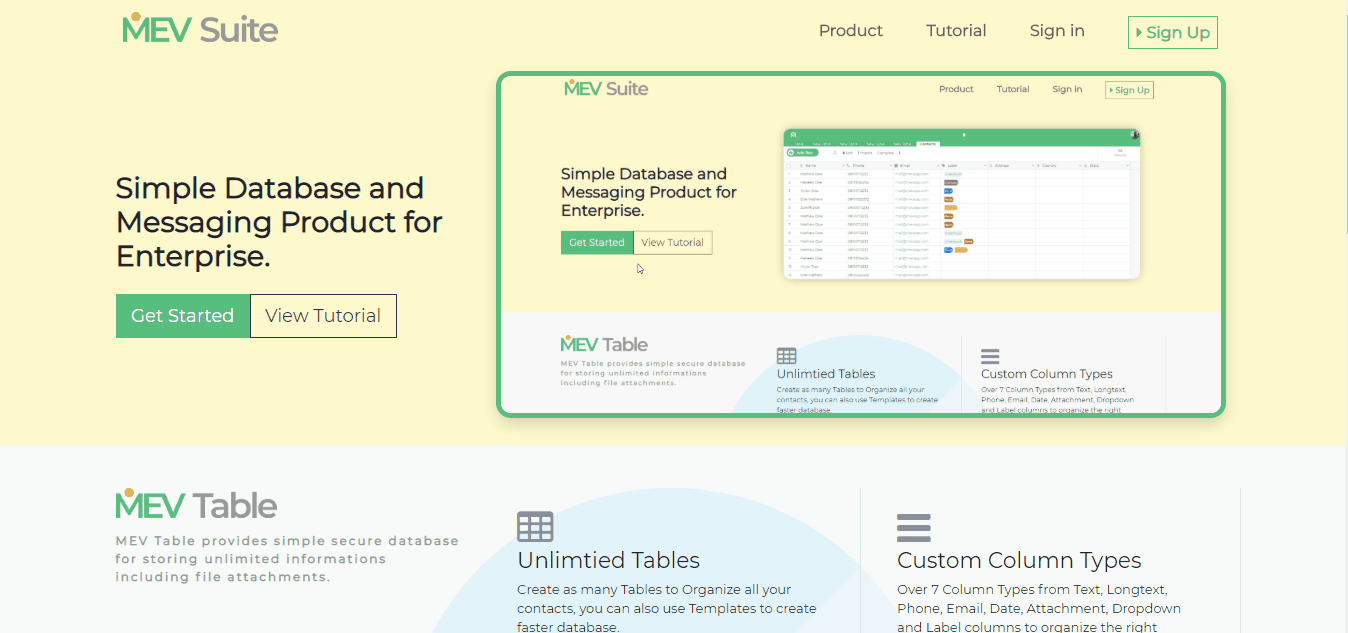 MEV Suite
Product Tutorial Sign in Sign Up
Simple Database and
Messaging Product for
Enterprise.
Get Started View Tutorial
MEV Suite
Product Tutorial Sign in Sign Up
Simple Database and
Messaging Product for
Enterprise.
Get Started View Tutorial
Contacts
Name Phone Email Label Address Country Date
MEV Table
MEV Table provides simple secure database
for storing unlimited informations
including file attachments.
Unlimtied Tables
Create as many Tables to Organize all your
contacts, you can also use Templates to create
faster database.
Custom Column Types
Over 7 Column Types from Text, Longtext,
Phone, Email, Date, Attachment, Dropdown
and Label columns to organize the right
MEV Table
MEV Table provides simple secure database
for storing unlimited informations
including file attachments.
Unlimtied Tables
Create as many Tables to Organize all your
contacts, you can also use Templates to create
faster database.
Custom Column Types
Over 7 Column Types from Text, Longtext,
Phone, Email, Date, Attachment, Dropdown
and Label columns to organize the right